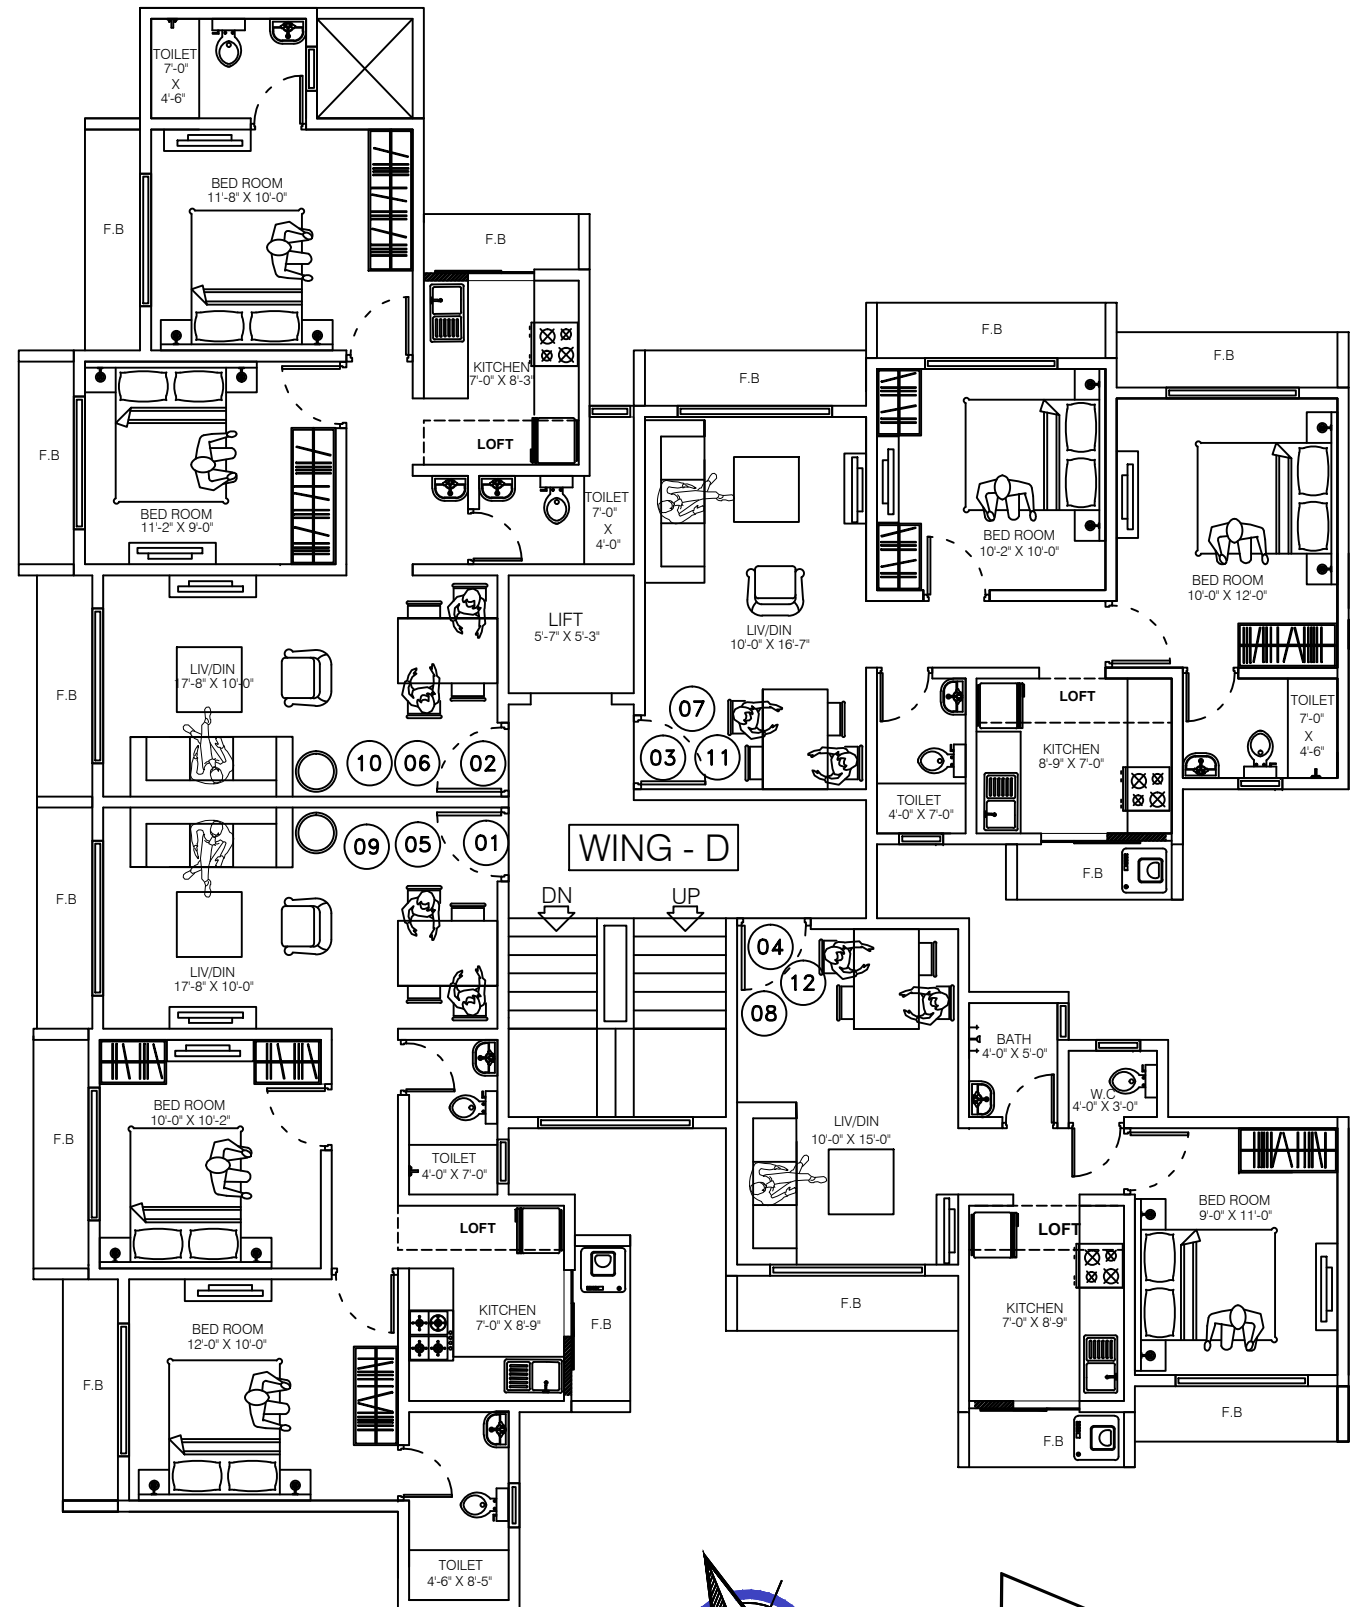 TOILET
7'-0"
X
4'-6"
BED ROOM
11'-8" X 10'-0"
F.B
F.B
KITCHEN
7'-0" X 8'-3"
LOFT
F.B
BED ROOM
11'-2" X 9'-0"
TOILET
7'-0"
X
4'-0"
F.B
F.B
F.B
BED ROOM
10'-2" X 10'-0"
BED ROOM
10'-0" X 12'-0"
LIV/DIN
10'-0" X 16'-7"
LIFT
5'-7" X 5'-3"
F.B
LIV/DIN
17'-8" X 10'-0"
10
06
02
07
03
11
LOFT
KITCHEN
8'-9" X 7'-0"
TOILET
7'-0"
X
4'-6"
TOILET
4'-0" X 7'-0"
F.B
09
05
01
WING - D
DN
UP
F.B
LIV/DIN
17'-8" X 10'-0"
04
12
08
BATH
4'-0" X 5'-0"
W.C
4'-0" X 3'-0"
F.B
BED ROOM
10'-0" X 10'-2"
TOILET
4'-0" X 7'-0"
LIV/DIN
10'-0" X 15'-0"
BED ROOM
9'-0" X 11'-0"
LOFT
LOFT
F.B
BED ROOM
12'-0" X 10'-0"
KITCHEN
7'-0" X 8'-9"
F.B
F.B
KITCHEN
7'-0" X 8'-9"
F.B
F.B
TOILET
4'-6" X 8'-5"